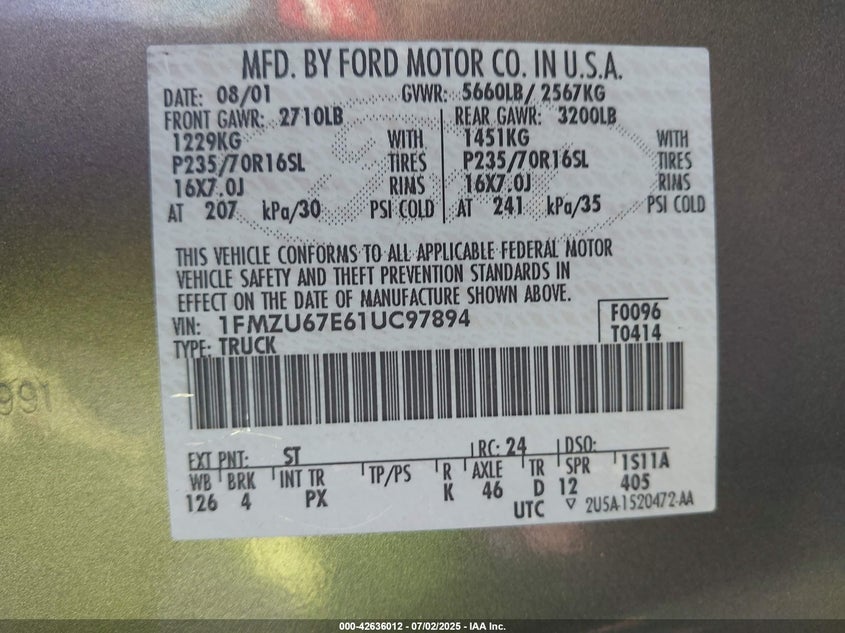 MFD. BY FORD MOTOR CO. IN U.S.A.
DATE: 08/01 GVWR: 5660LB/ 2567KG
FRONT GAWR: 2710LB REAR GAWR: 3200LB
1229KG WITH 1451KG WITH
P235/70R16SL TIRES P235/70R16SL TIRES
16X7.0J RIMS 16X7.0J RIMS
AT 207 kPa/30 PSI COLD AT 241 kPa/35 PSI COLD
THIS VEHICLE CONFORMS TO ALL APPLICABLE FEDERAL MOTOR
VEHICLE SAFETY AND THEFT PREVENTION STANDARDS IN
EFFECT ON THE DATE OF MANUFACTURE SHOWN ABOVE.
VIN: 1FMZU67E61UC97894 F0096
TYPE: TRUCK T0414
EXT PNT: ST RC: 24 DSO:
WB BRK INT TR TP/PS R AXLE TR SPR 1S11A
126 4 PX K 46 D 12 405
UTC ▽ 2U5A-1520472-AA
991
000-42636012 - 07/02/2025 - IAA Inc.